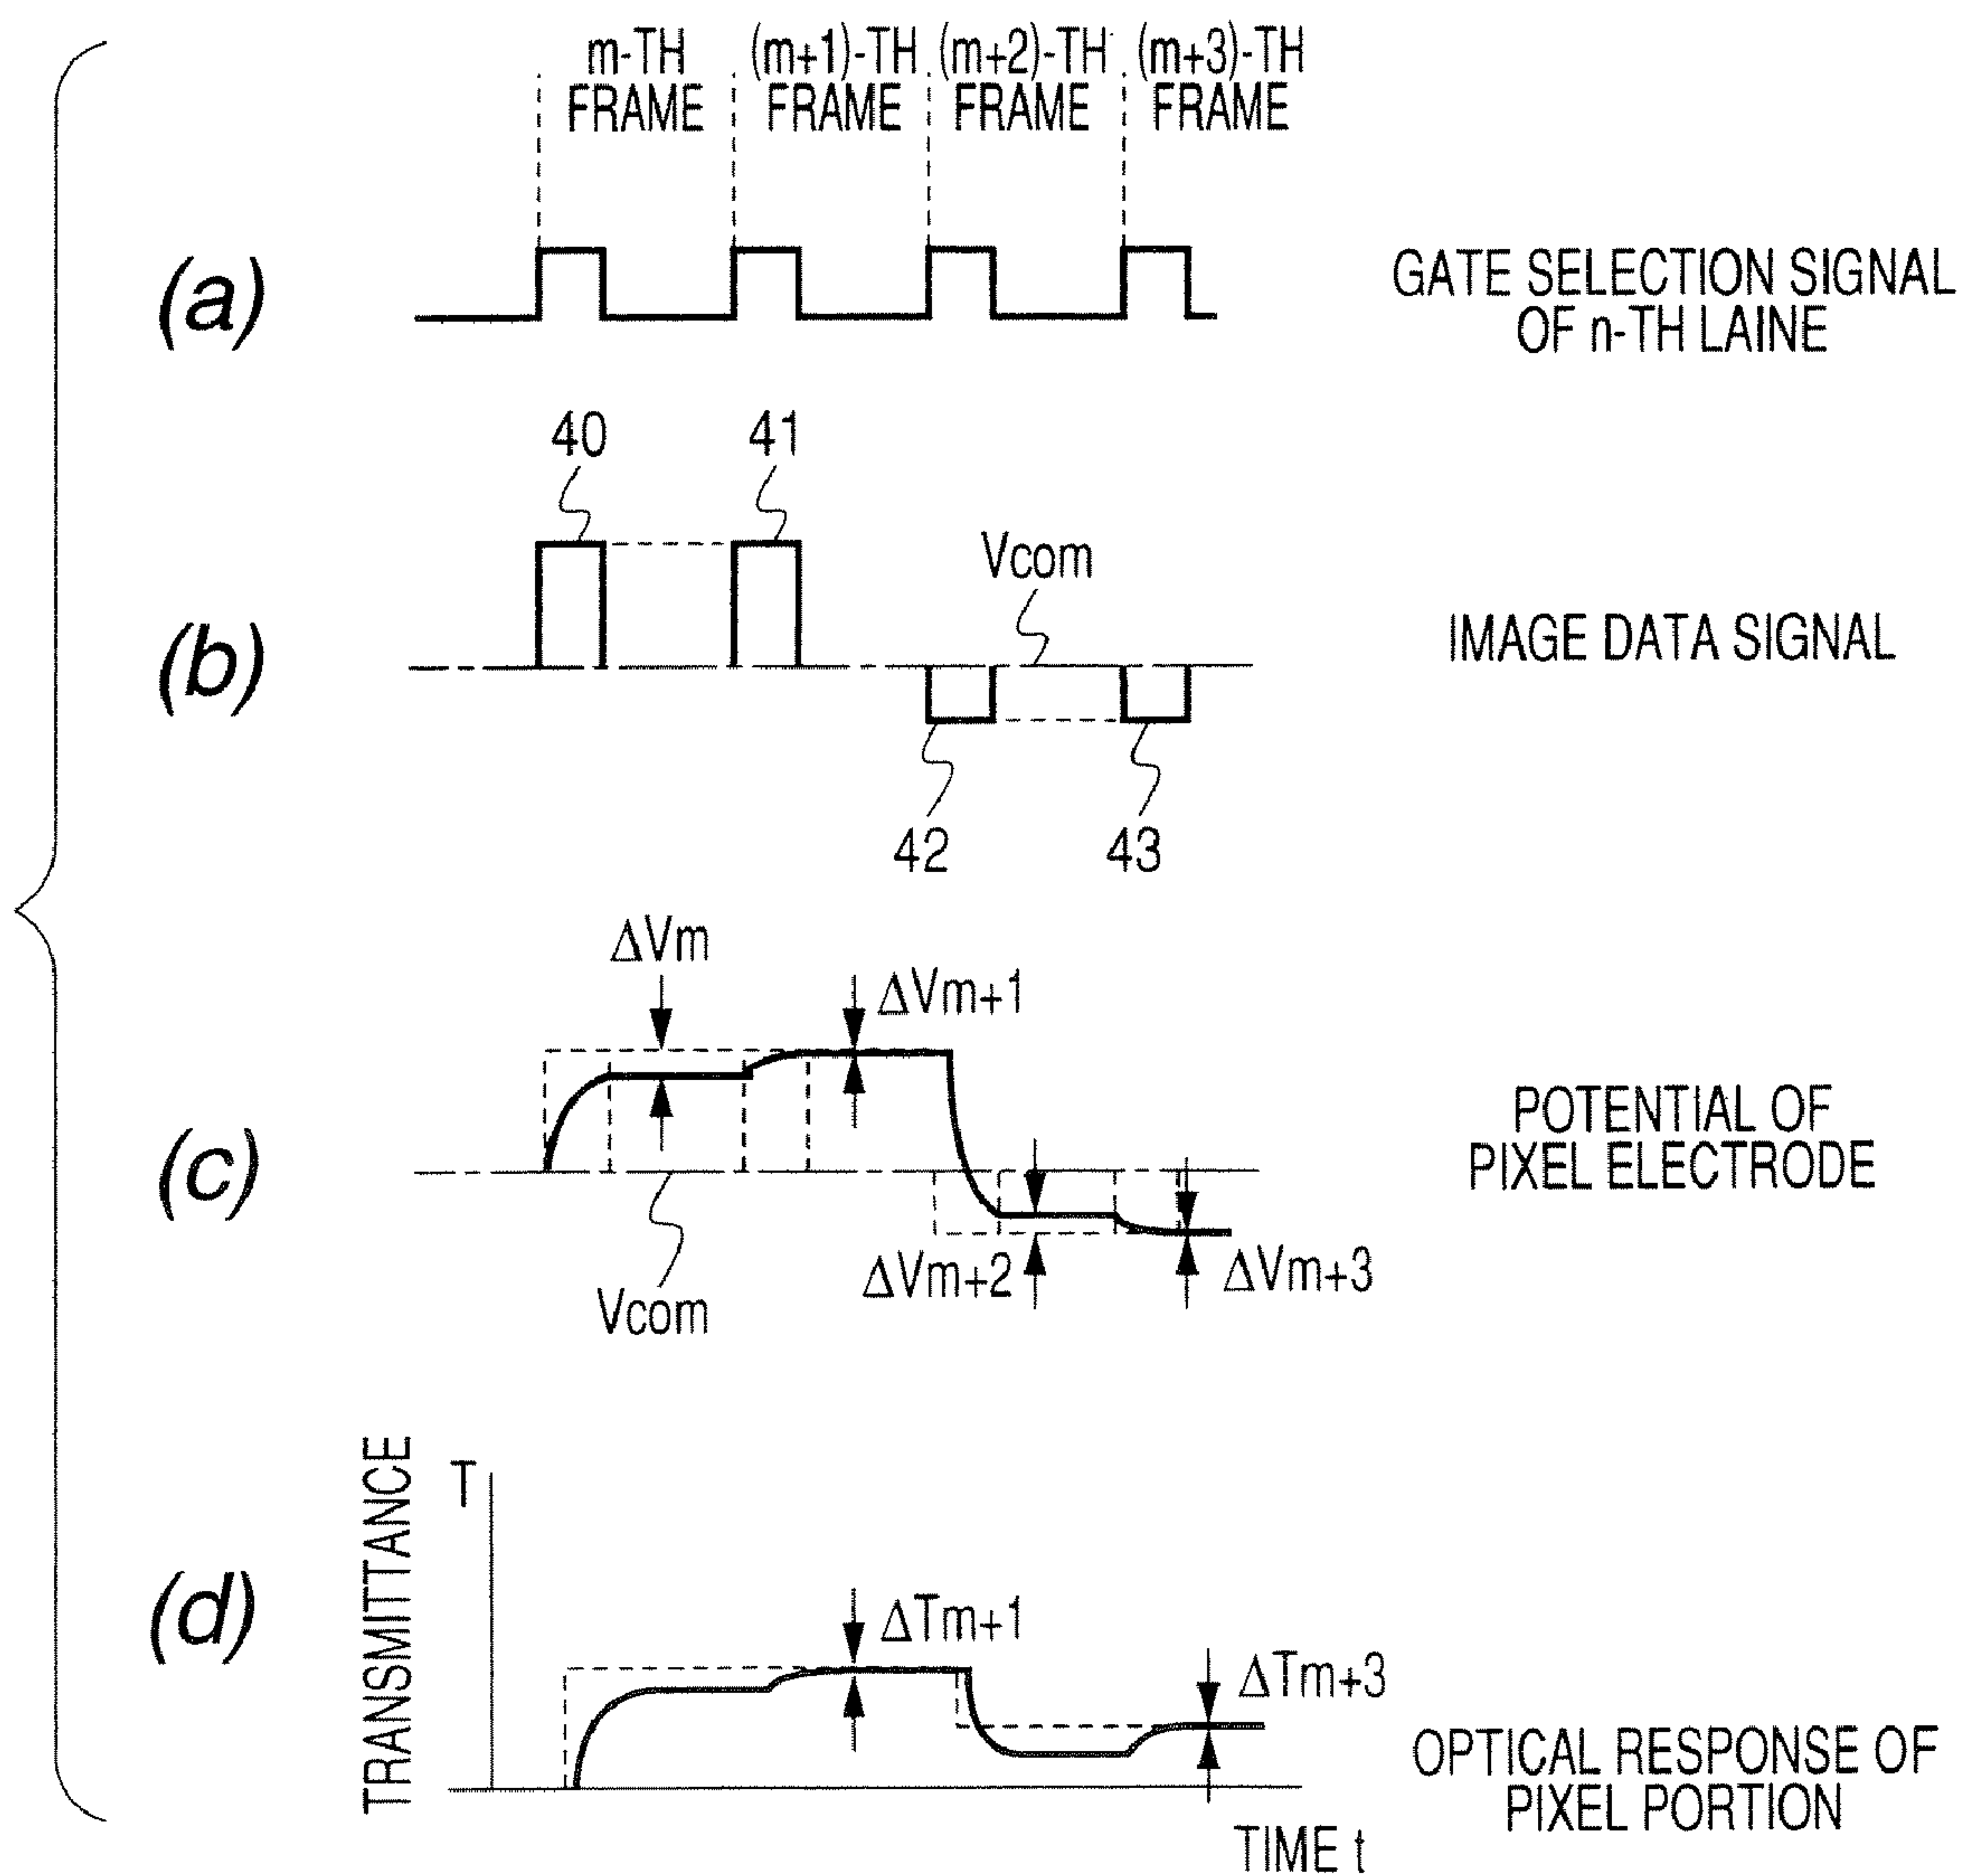 m-TH FRAME
(m+1)-TH FRAME
(m+2)-TH FRAME
(m+3)-TH FRAME
(a)
GATE SELECTION SIGNAL
OF n-TH LAINE
40
41
Vcom
(b)
IMAGE DATA SIGNAL
42
43
ΔVm
ΔVm+1
(c)
POTENTIAL OF
PIXEL ELECTRODE
ΔVm+2
ΔVm+3
Vcom
TRANSMITTANCE
T
(d)
ΔTm+1
ΔTm+3
OPTICAL RESPONSE OF
PIXEL PORTION
TIME t